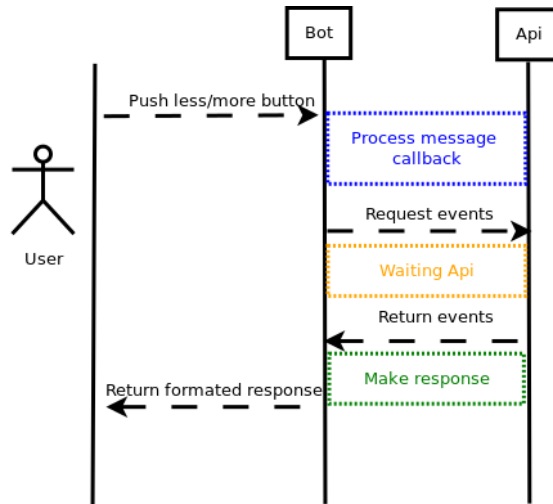 Bot
Api
Push less/more button
Process message
callback
Request events
User
Waiting Api
Return events
Make response
Return formated response